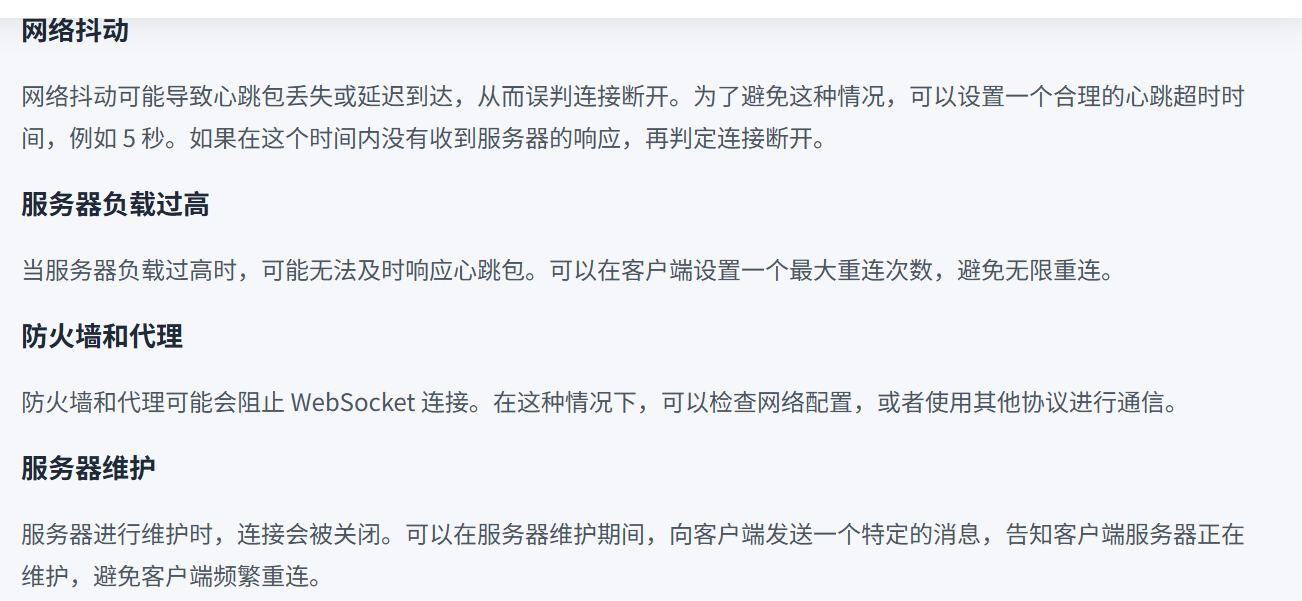 网络抖动
网络抖动可能导致心跳包丢失或延迟到达，从而误判连接断开。为了避免这种情况，可以设置一个合理的心跳超时时
间，例如 5 秒。如果在这个时间内没有收到服务器的响应，再判定连接断开。
服务器负载过高
当服务器负载过高时，可能无法及时响应心跳包。可以在客户端设置一个最大重连次数，避免无限重连。
防火墙和代理
防火墙和代理可能会阻止 WebSocket 连接。在这种情况下，可以检查网络配置，或者使用其他协议进行通信。
服务器维护
服务器进行维护时，连接会被关闭。可以在服务器维护期间，向客户端发送一个特定的消息，告知客户端服务器正在
维护，避免客户端频繁重连。